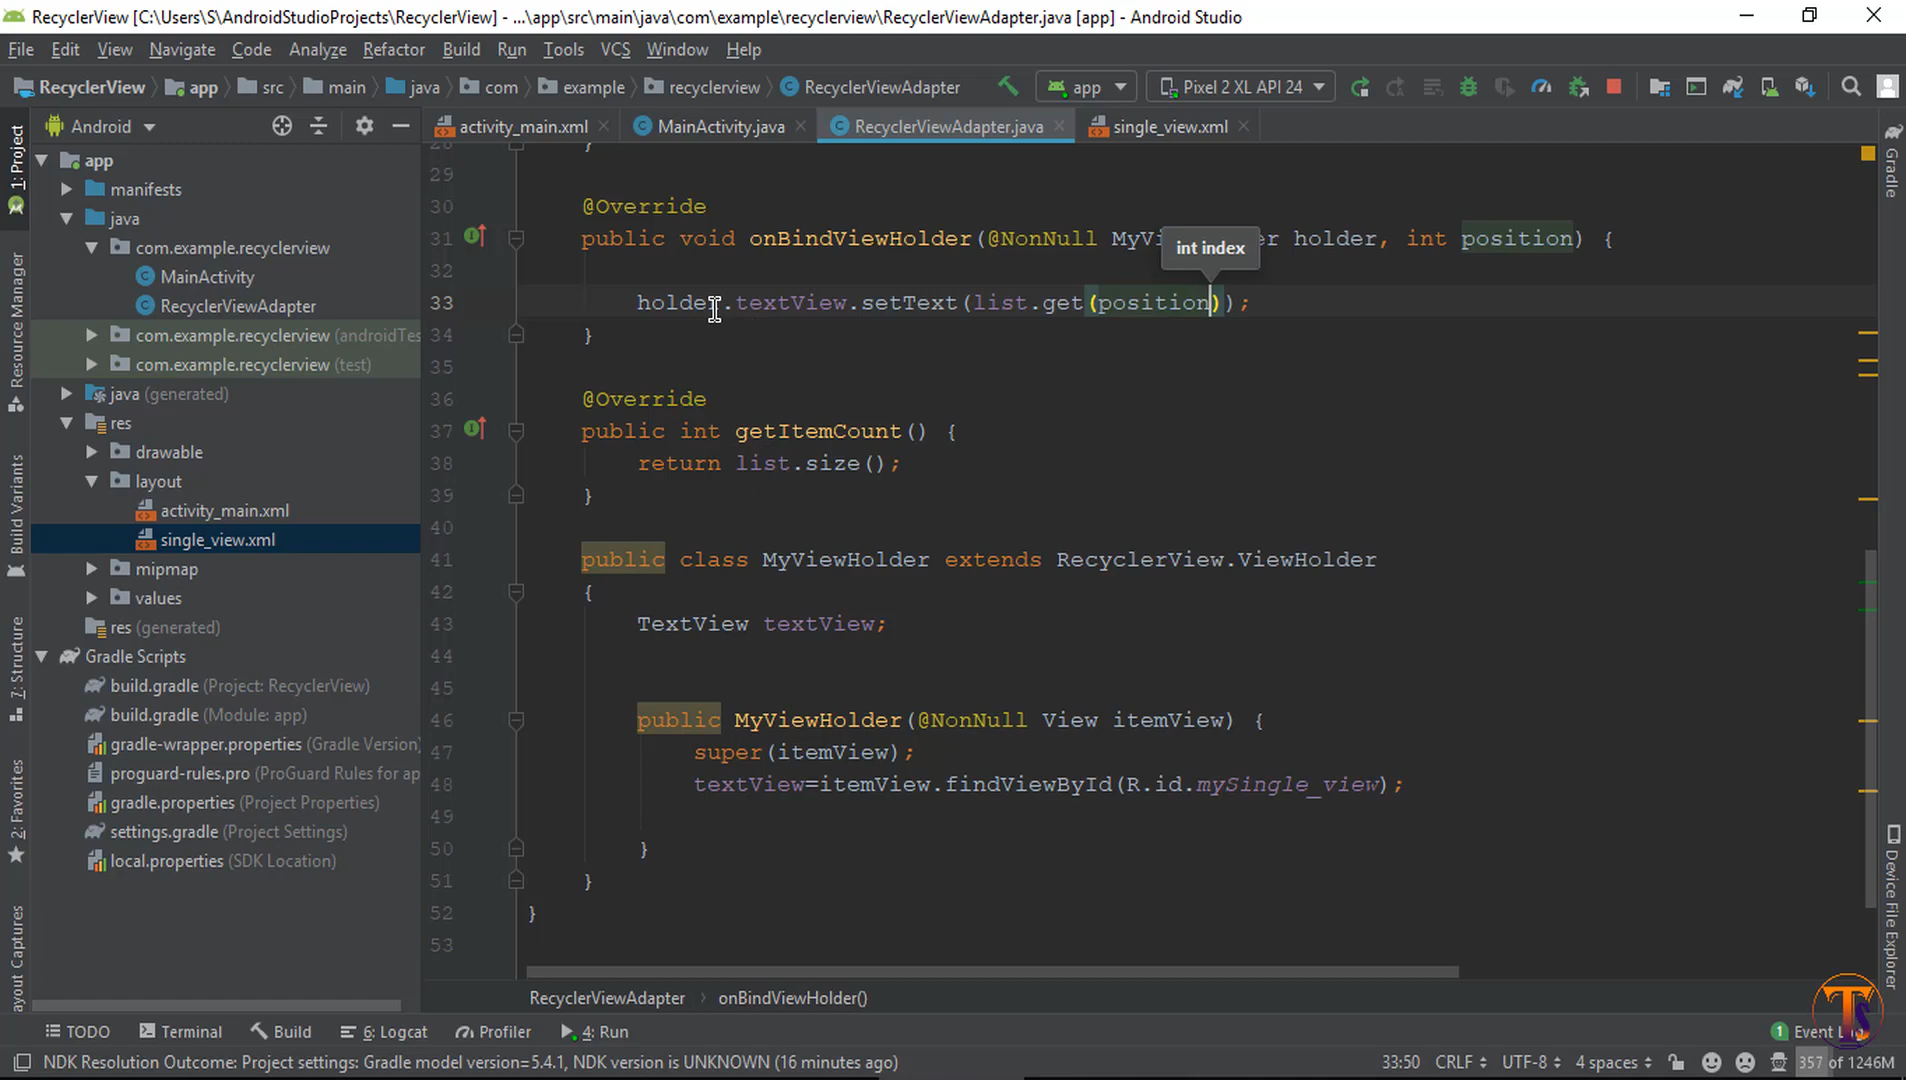 RecyclerView [C:\Users\S\AndroidStudioProjects\RecyclerView] - ...\app\src\main\java\com\example\recyclerview\RecyclerViewAdapter.java [app] - Android Studio
File Edit View Navigate Code Analyze Refactor Build Run Tools VCS Window Help
RecyclerView app src main java com example recyclerview RecyclerViewAdapter app Pixel 2 XL API 24
Android
activity_main.xml MainActivity.java RecyclerViewAdapter.java single_view.xml
1: Project
Resource Manager
Build Variants
7: Structure
2: Favorites
ayout Captures
app
manifests
java
com.example.recyclerview
MainActivity
RecyclerViewAdapter
com.example.recyclerview (androidTes
com.example.recyclerview (test)
java (generated)
res
drawable
layout
activity_main.xml
single_view.xml
mipmap
values
res (generated)
Gradle Scripts
build.gradle (Project: RecyclerView)
build.gradle (Module: app)
gradle-wrapper.properties (Gradle Version)
proguard-rules.pro (ProGuard Rules for ap
gradle.properties (Project Properties)
settings.gradle (Project Settings)
local.properties (SDK Location)
28 }
29
30 @Override
31 public void onBindViewHolder(@NonNull MyVi er holder, int position) {
int index
32
33 holder.textView.setText(list.get(position));
34 }
35
36 @Override
37 public int getItemCount() {
38 return list.size();
39 }
40
41 public class MyViewHolder extends RecyclerView.ViewHolder
42 {
43 TextView textView;
44
45
46 public MyViewHolder(@NonNull View itemView) {
47 super(itemView);
48 textView=itemView.findViewById(R.id.mySingle_view);
49
50 }
51 }
52 }
53
Gradle
Device File Explorer
RecyclerViewAdapter onBindViewHolder()
TODO Terminal Build 6: Logcat Profiler 4: Run 1 Event L
TS
NDK Resolution Outcome: Project settings: Gradle model version=5.4.1, NDK version is UNKNOWN (16 minutes ago) 33:50 CRLF UTF-8 4 spaces 357 of 1246M